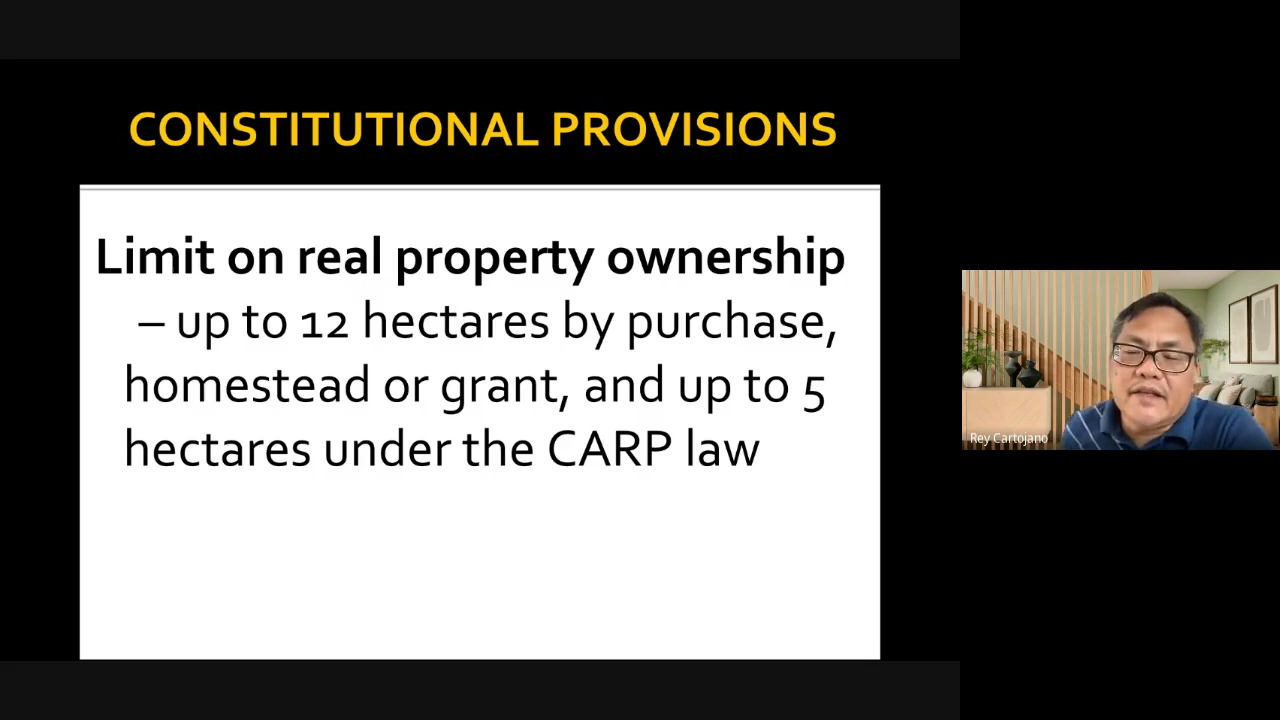 CONSTITUTIONAL PROVISIONS
Limit on real property ownership
– up to 12 hectares by purchase,
homestead or grant, and up to 5
hectares under the CARP law
Rey Cartojano